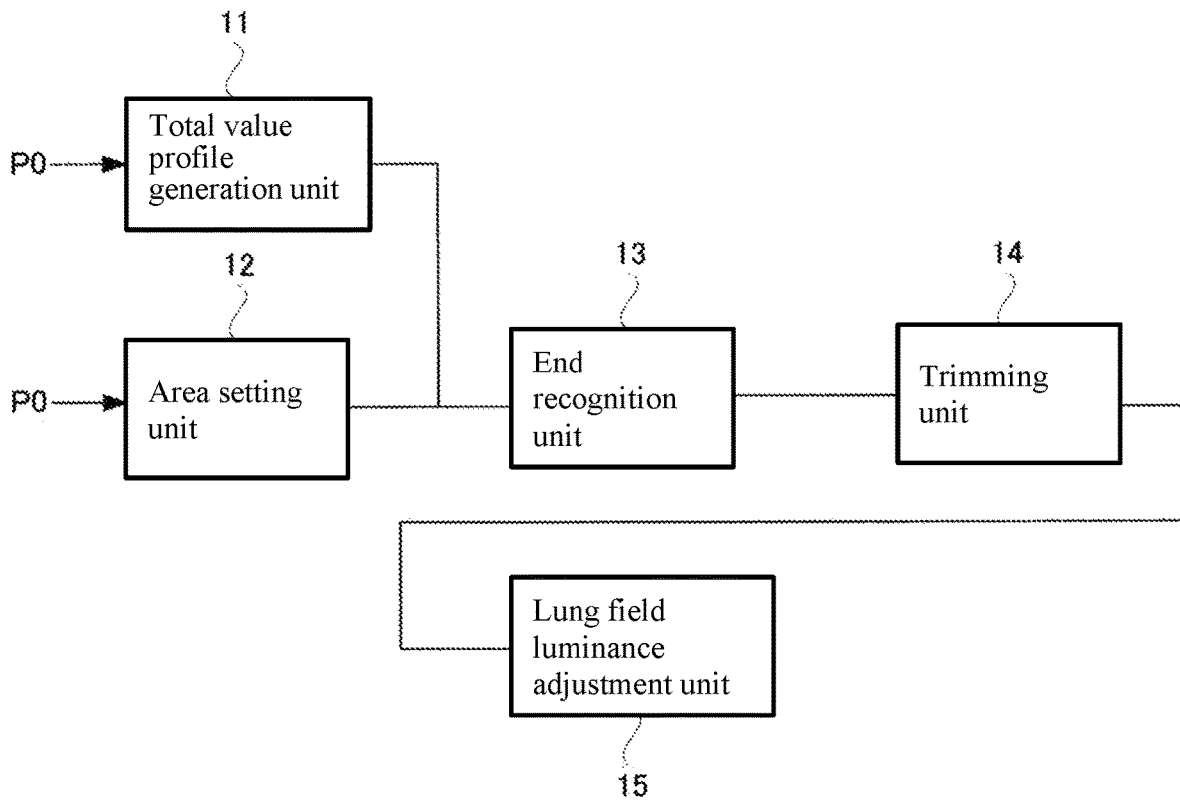 11
P0
Total value
profile
generation unit
12
P0
Area setting
unit
13
End
recognition
unit
14
Trimming
unit
Lung field
luminance
adjustment unit
15